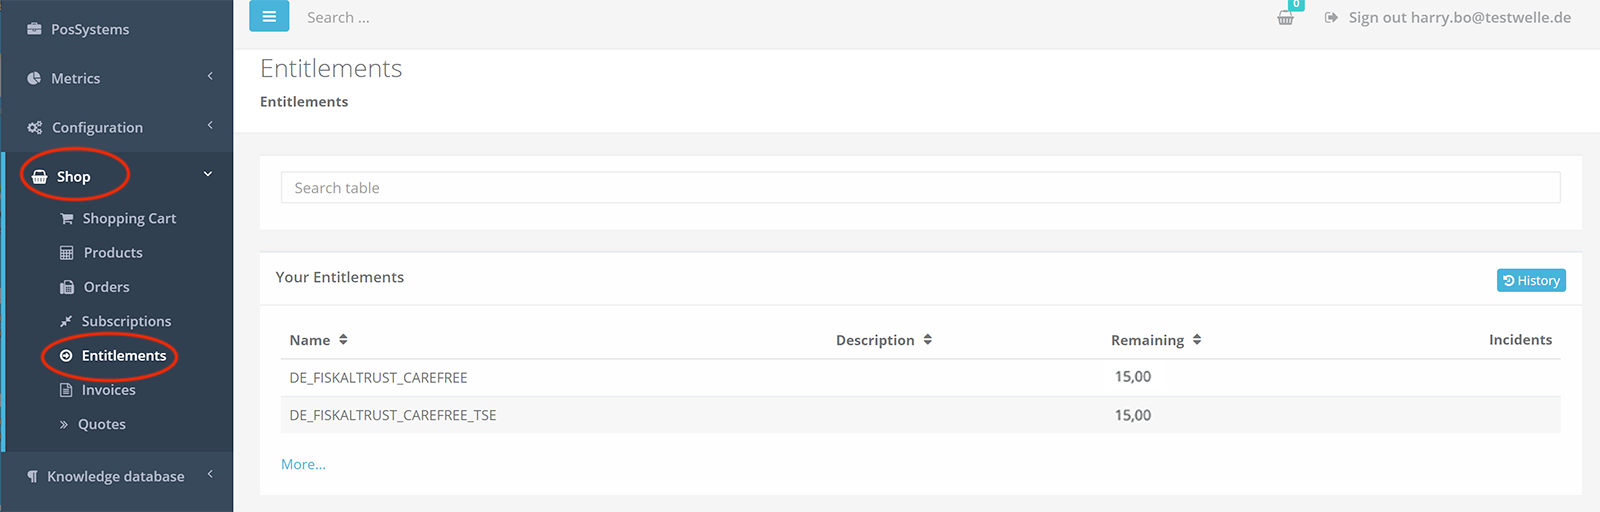 PosSystems
Metrics
Configuration
Shop
Shopping Cart
Products
Orders
Subscriptions
Entitlements
Invoices
Quotes
Knowledge database
Search ...
0
Sign out harry.bo@testwelle.de
Entitlements
Entitlements
Search table
Your Entitlements
History
Name Description Remaining Incidents
DE_FISKALTRUST_CAREFREE 15,00
DE_FISKALTRUST_CAREFREE_TSE 15,00
More...